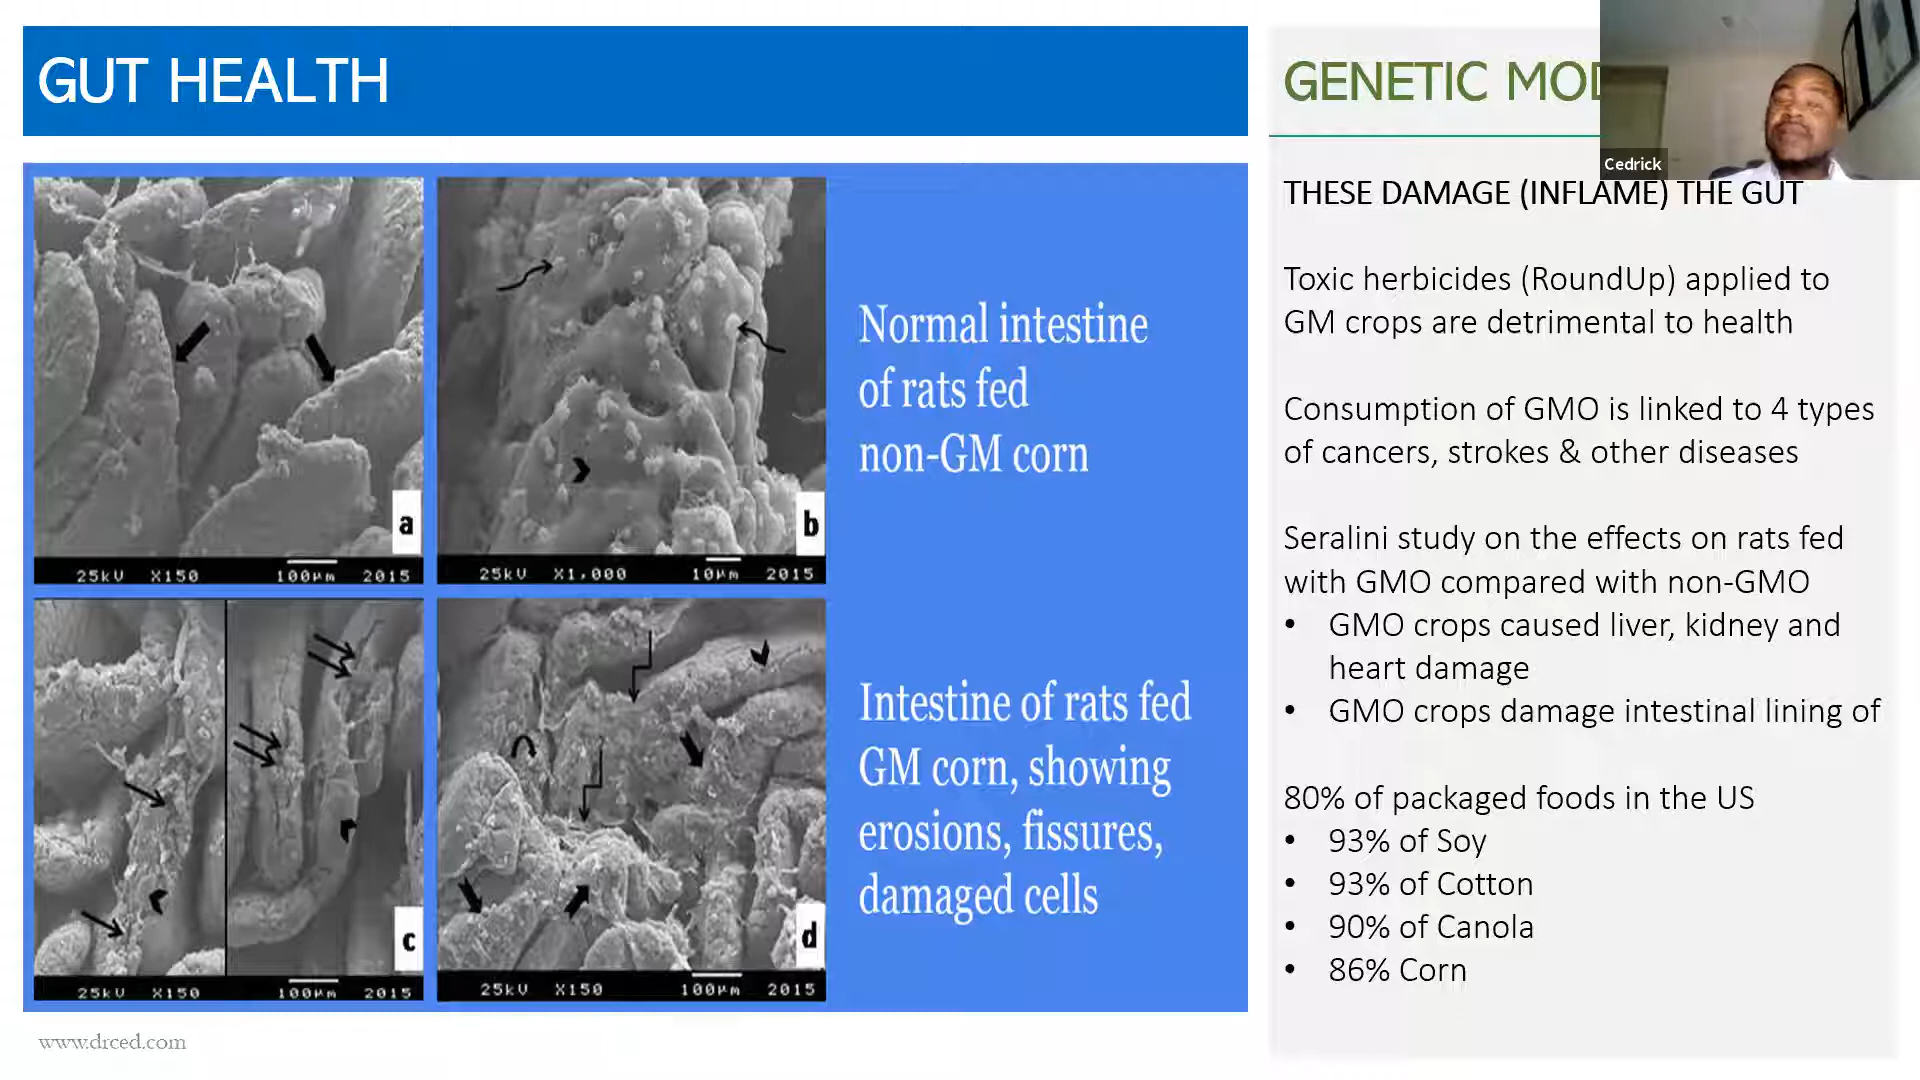 GUT HEALTH
a
25kU X150 100µm 2015
b
25kU X1,000 10µm 2015
Normal intestine
of rats fed
non-GM corn
c
25kU X150 100µm 2015
d
25kU X150 100µm 2015
Intestine of rats fed
GM corn, showing
erosions, fissures,
damaged cells
www.drced.com
GENETIC MOD
Cedrick
THESE DAMAGE (INFLAME) THE GUT
Toxic herbicides (RoundUp) applied to
GM crops are detrimental to health
Consumption of GMO is linked to 4 types
of cancers, strokes & other diseases
Seralini study on the effects on rats fed
with GMO compared with non-GMO
• GMO crops caused liver, kidney and
heart damage
• GMO crops damage intestinal lining of
80% of packaged foods in the US
• 93% of Soy
• 93% of Cotton
• 90% of Canola
• 86% Corn